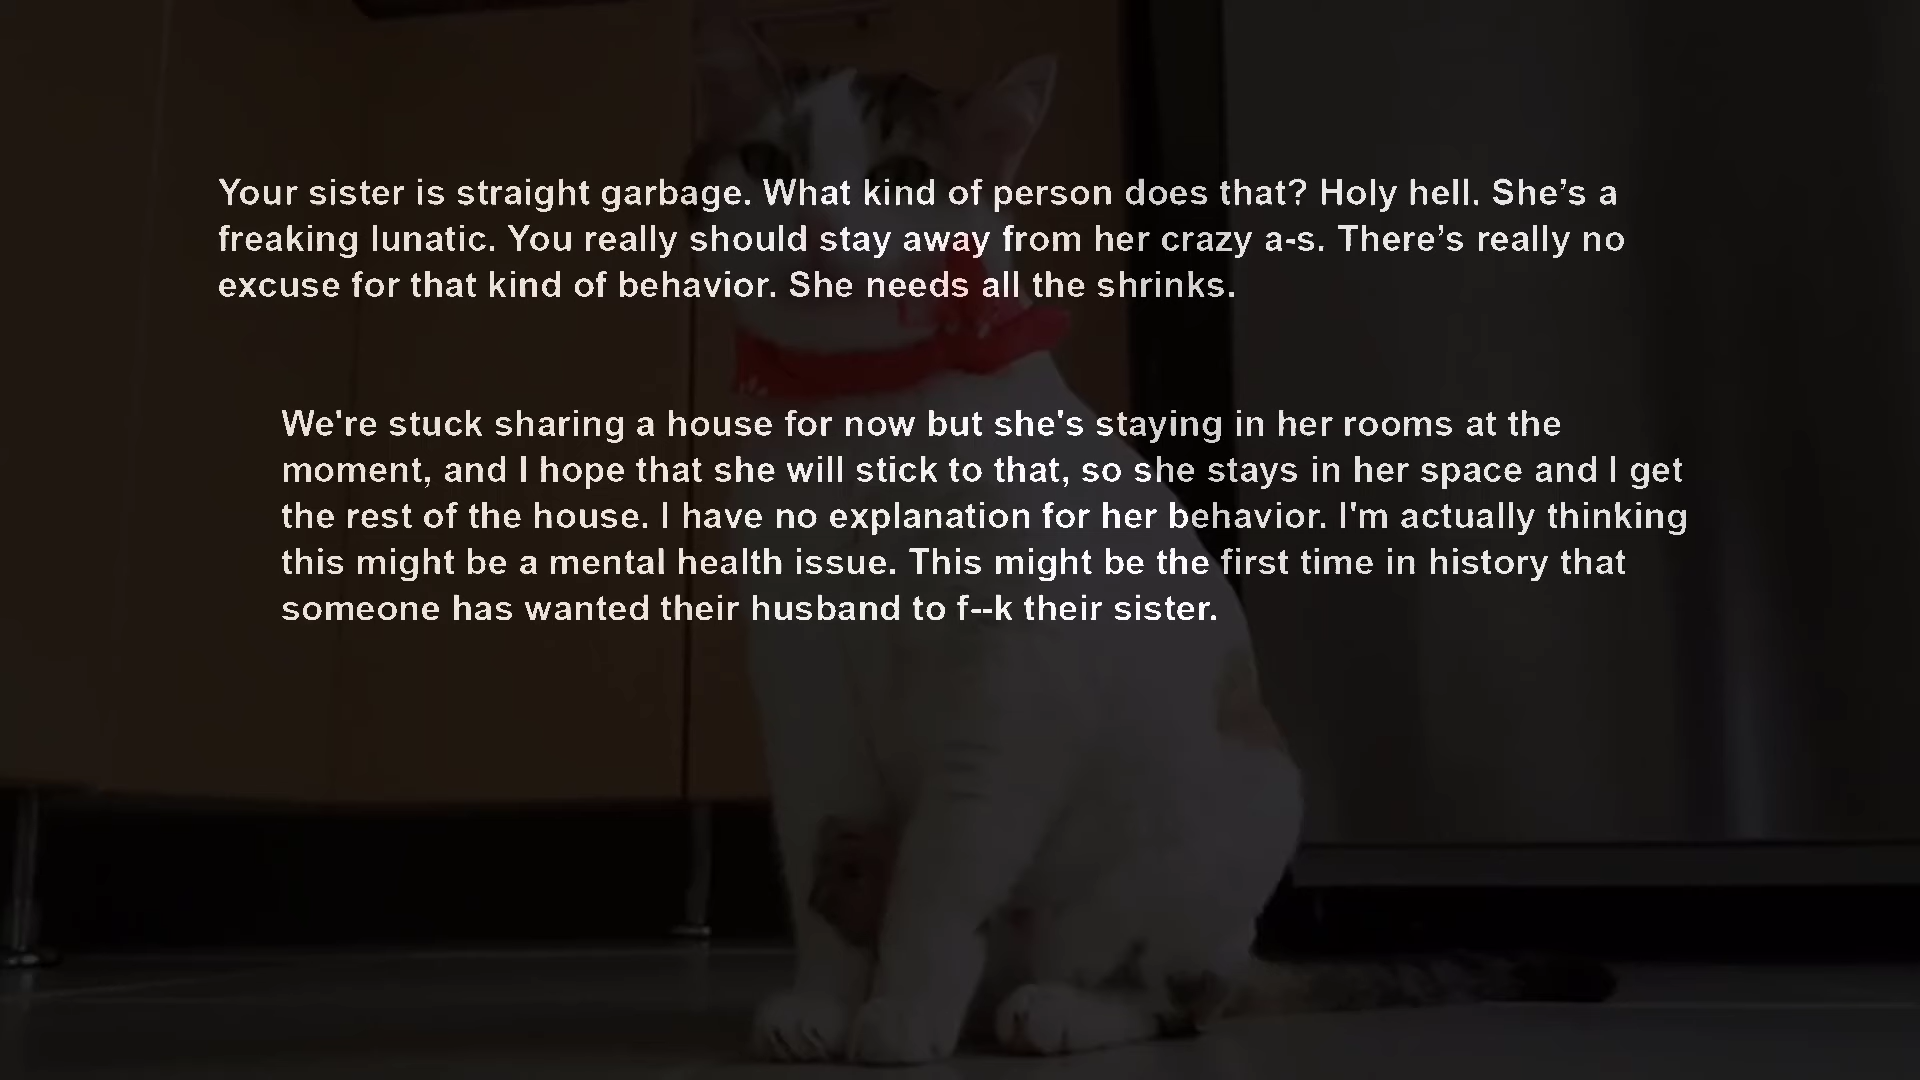 Your sister is straight garbage. What kind of person does that? Holy hell. She’s a
freaking lunatic. You really should stay away from her crazy a-s. There’s really no
excuse for that kind of behavior. She needs all the shrinks.
We're stuck sharing a house for now but she's staying in her rooms at the
moment, and I hope that she will stick to that, so she stays in her space and I get
the rest of the house. I have no explanation for her behavior. I'm actually thinking
this might be a mental health issue. This might be the first time in history that
someone has wanted their husband to f--k their sister.